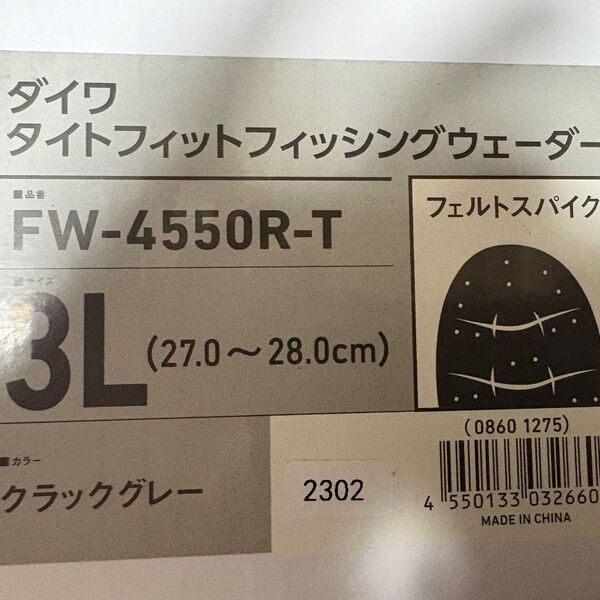 ダイワ
タイトフィットフィッシングウェーダー
■品番
FW-4550R-T
フェルトスパイク
■サイズ
3L (27.0～28.0cm)
(0860 1275)
■カラー
クラックグレー
2302
4 550133 032660
MADE IN CHINA